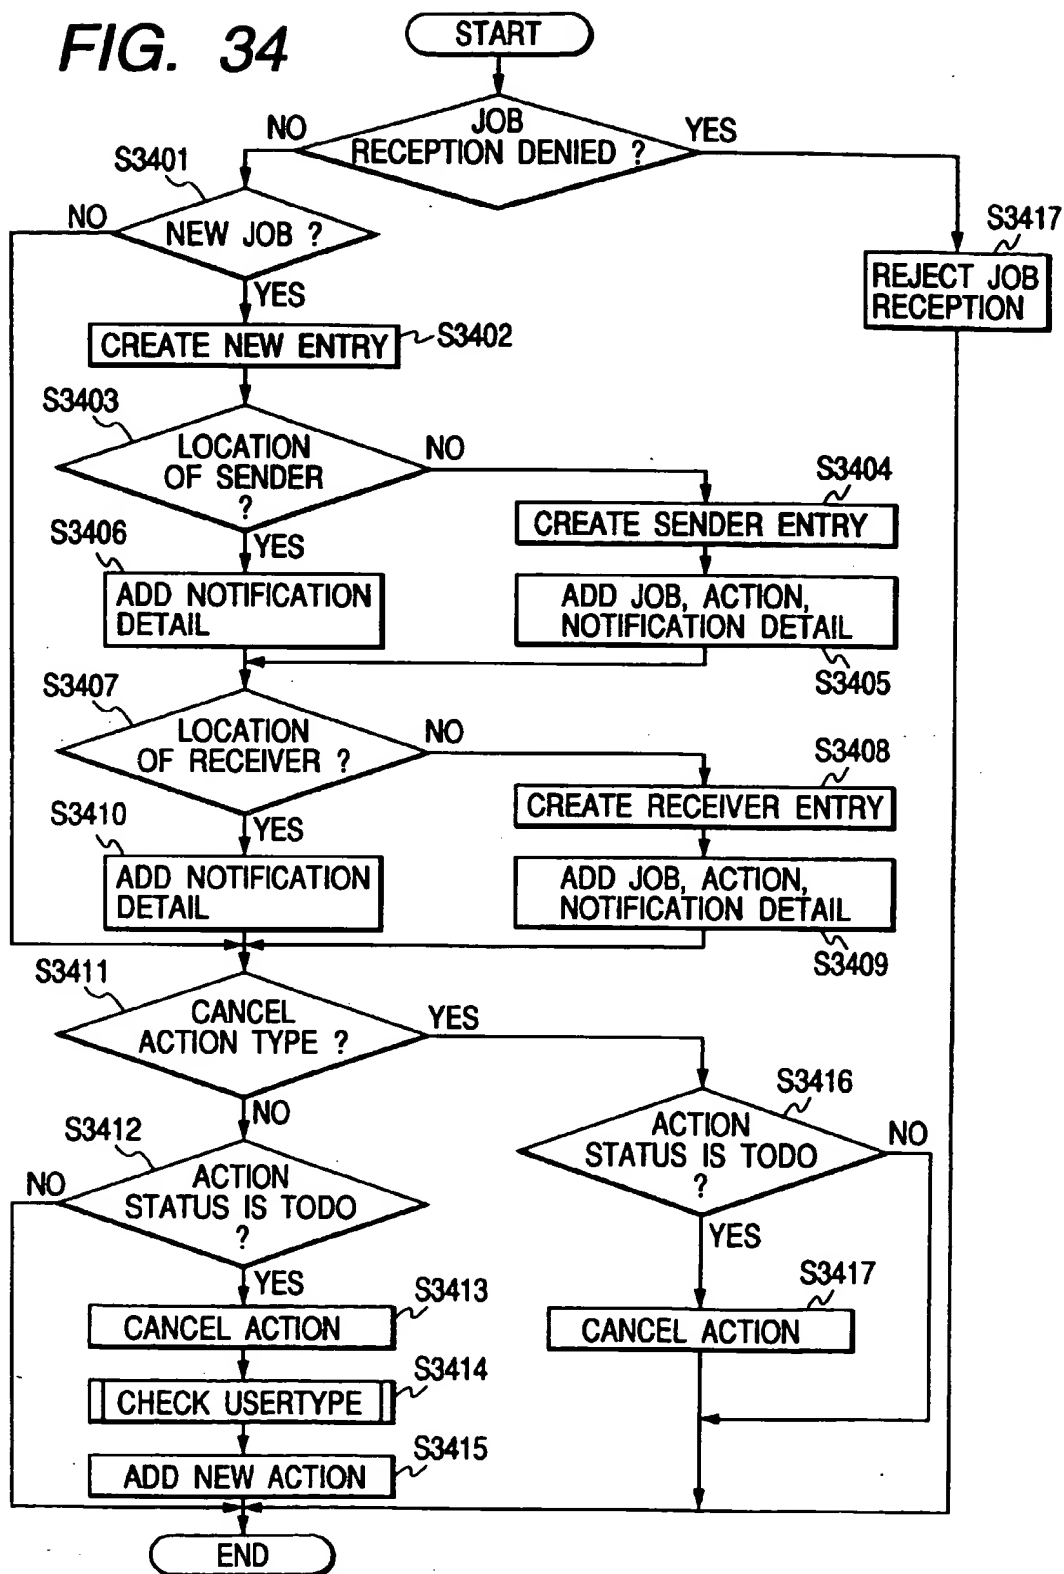 FIG. 34
START
JOB
RECEPTION DENIED ?
NO
YES
S3401
NEW JOB ?
NO
YES
S3417
REJECT JOB
RECEPTION
CREATE NEW ENTRY
S3402
S3403
LOCATION
OF SENDER
?
NO
YES
S3404
CREATE SENDER ENTRY
S3406
ADD NOTIFICATION
DETAIL
ADD JOB, ACTION,
NOTIFICATION DETAIL
S3405
S3407
LOCATION
OF RECEIVER ?
NO
YES
S3408
CREATE RECEIVER ENTRY
S3410
ADD NOTIFICATION
DETAIL
ADD JOB, ACTION,
NOTIFICATION DETAIL
S3409
S3411
CANCEL
ACTION TYPE ?
YES
NO
S3416
ACTION
STATUS IS TODO
?
NO
YES
S3412
ACTION
STATUS IS TODO
?
NO
YES
S3417
CANCEL ACTION
S3413
CANCEL ACTION
S3414
CHECK USERTYPE
S3415
ADD NEW ACTION
END